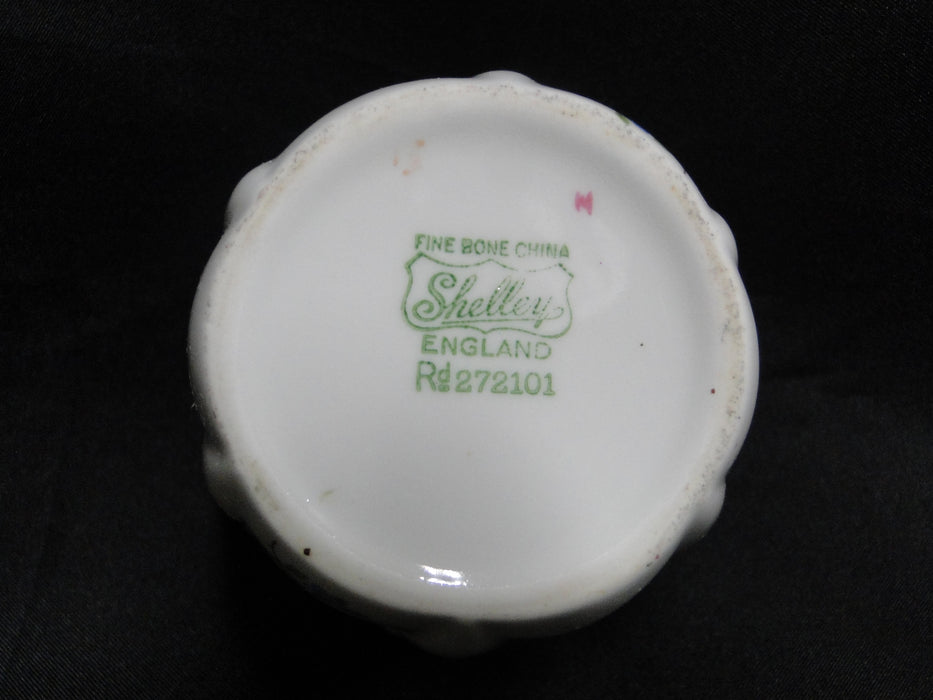 FINE BONE CHINA
Shelley
ENGLAND
Rd 272101